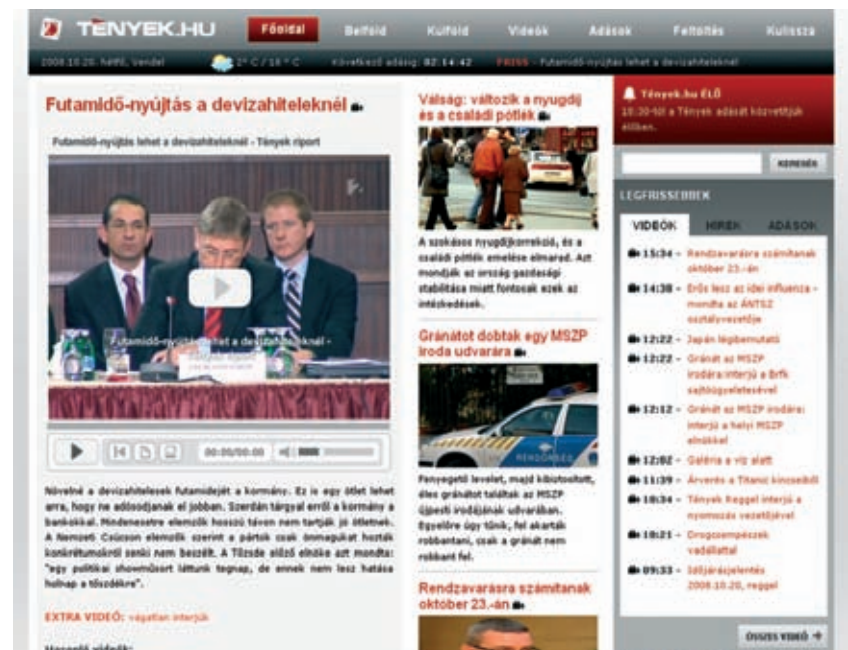 TÉNYEK.HU
Főoldal Belföld Külföld Videók Adások Feltöltés Kulissza
2008.10.20. hétfő, Vendel 2° C / 18 ° C Következő adásig: 02:14:42 FRISS - Futamidő-nyújtás lehet a devizahiteleknél
Futamidő-nyújtás a devizahiteleknél
Futamidő-nyújtás lehet a devizahiteleknél - Tények riport
Futamidő-nyújtás lehet a devizahiteleknél -
Tények riport
00:00/00:00
Növelné a devizahitelesek futamidejét a kormány. Ez is egy ötlet lehet
arra, hogy ne adósodjanak el jobban. Szerdán tárgyal erről a kormány a
bankokkal. Mindenesetre elemzők hosszú távon nem tartják jó ötletnek.
A Nemzeti Csúcson elemzők szerint a pártok csak önmagukat hozták
konkrétumokról senki nem beszélt. A Tőzsde előző elnöke azt mondta:
"egy politikai showműsort láttunk tegnap, de ennek nem lesz hatása
holnap a tőzsdékre".
EXTRA VIDEÓ: vágatlan interjúk
Hasonló videók:
Válság: változik a nyugdíj
és a családi pótlék
A szokásos nyugdíjkorrekció, és a
családi pótlék emelése elmarad. Azt
mondják az ország gazdasági
stabilitása miatt fontosak ezek az
intézkedések.
Gránátot dobtak egy MSZP
iroda udvarára
RENDŐRSÉG
Fenyegető levelet, majd kibiztosított,
éles gránátot találtak az MSZP
újpesti irodájának udvarában.
Egyelőre úgy tűnik, fel akarták
robbantani, csak a gránát nem
robbant fel.
Rendzavarásra számítanak
október 23.-án
Tények.hu ÉLŐ
18:30-tól a Tények adását közvetítjük
élőben.
KERESÉS
LEGFRISSEBBEK
VIDEÓK HÍREK ADÁSOK
15:34 - Rendzavarásra számítanak
október 23.-án
14:38 - Erős lesz az idei influenza -
mondta az ÁNTSZ
osztályvezetője
12:22 - Japán légibemutató
12:22 - Gránát az MSZP
irodára:interjú a Brfk
sajtóügyeletesével
12:12 - Gránát az MSZP irodára:
interjú a helyi MSZP
elnökkel
12:02 - Galéria a víz alatt
11:39 - Árverés a Titanic kincseiből
10:34 - Tények Reggel interjú a
nyomozás vezetőjével
10:21 - Drogcsempészek
vadállattal
09:33 - Időjárásjelentés
2008.10.20, reggel
ÖSSZES VIDEÓ